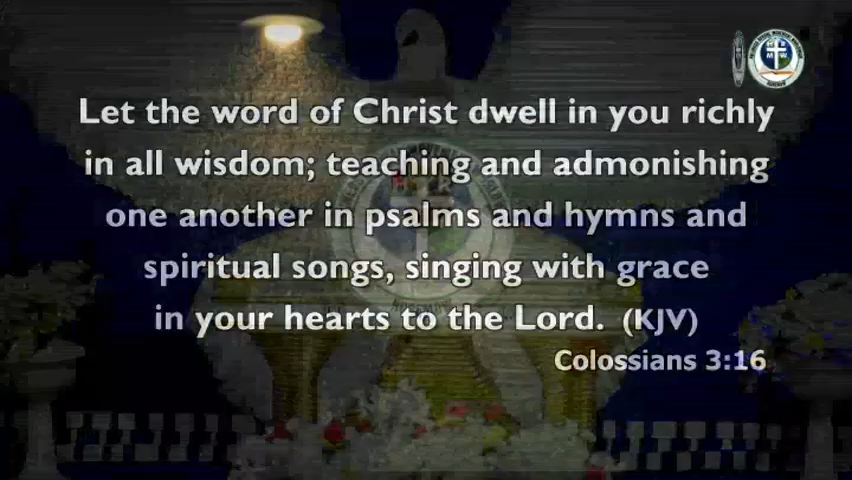 Let the word of Christ dwell in you richly
in all wisdom; teaching and admonishing
one another in psalms and hymns and
spiritual songs, singing with grace
in your hearts to the Lord. (KJV)
Colossians 3:16